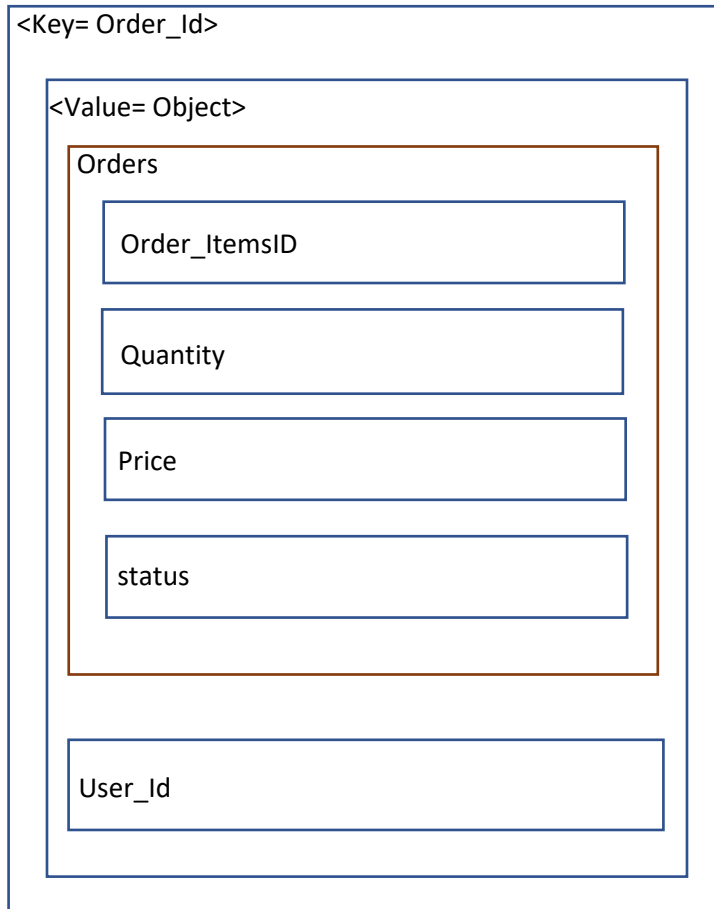 <Key= Order_Id>
<Value= Object>
Orders
Order_ItemsID
Quantity
Price
status
User_Id